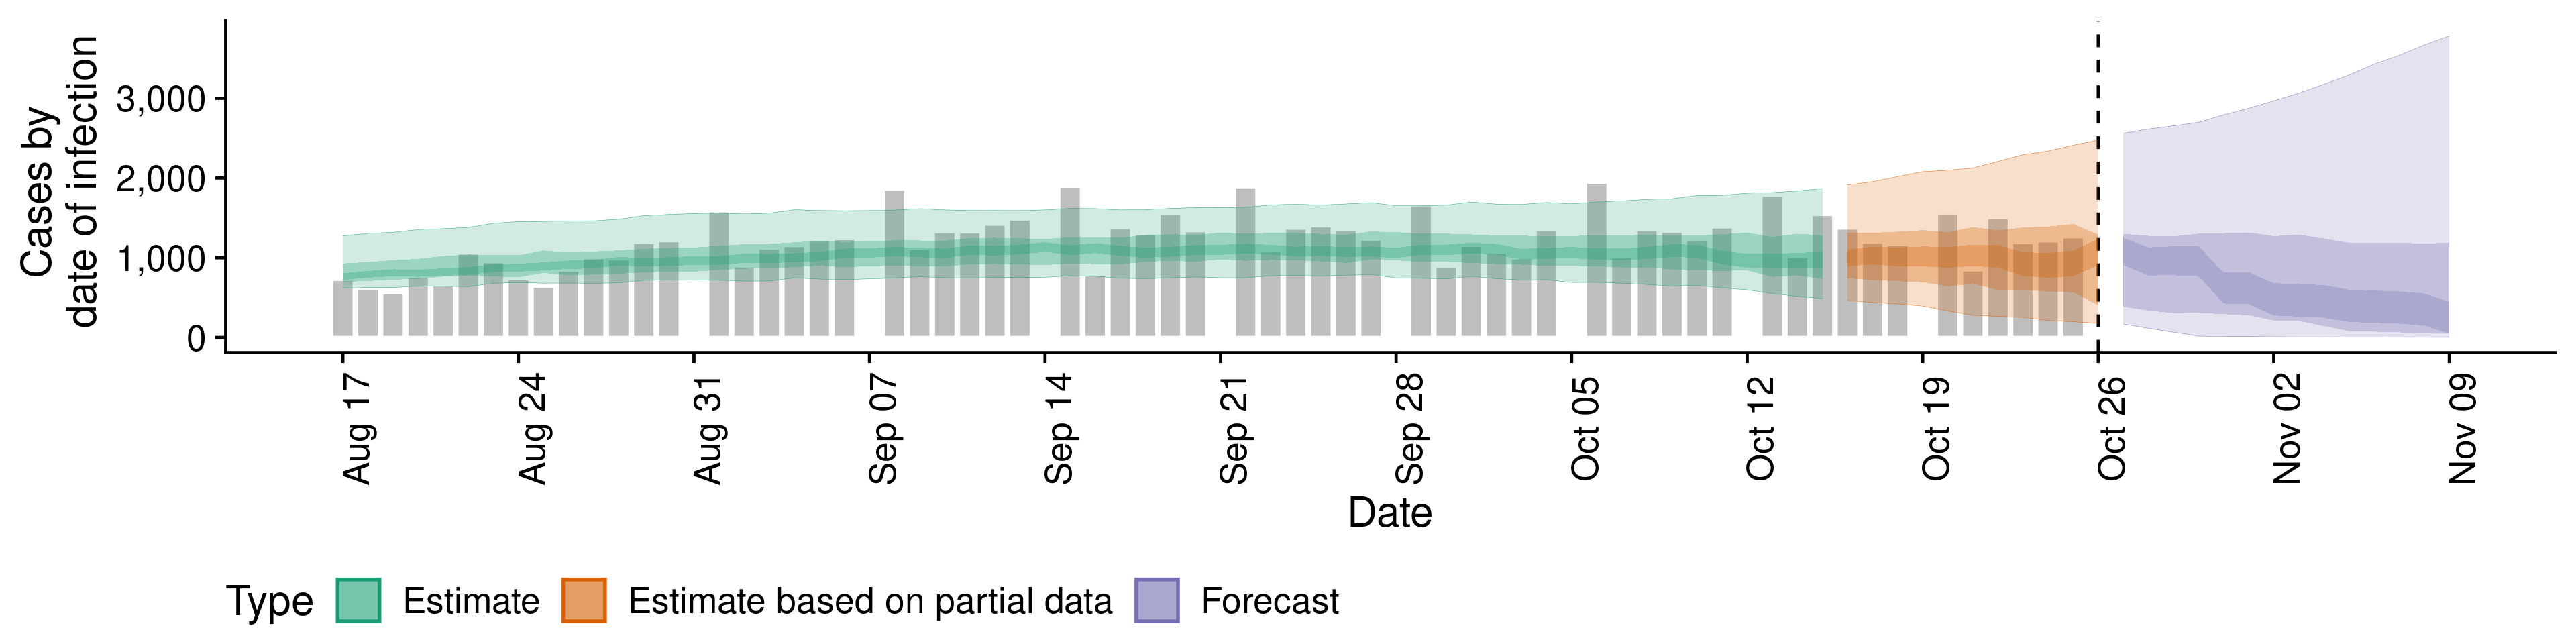 Cases by
date of infection
3,000
2,000
1,000
0
Aug 17
Aug 24
Aug 31
Sep 07
Sep 14
Sep 21
Sep 28
Oct 05
Oct 12
Oct 19
Oct 26
Nov 02
Nov 09
Date
Type Estimate Estimate based on partial data Forecast